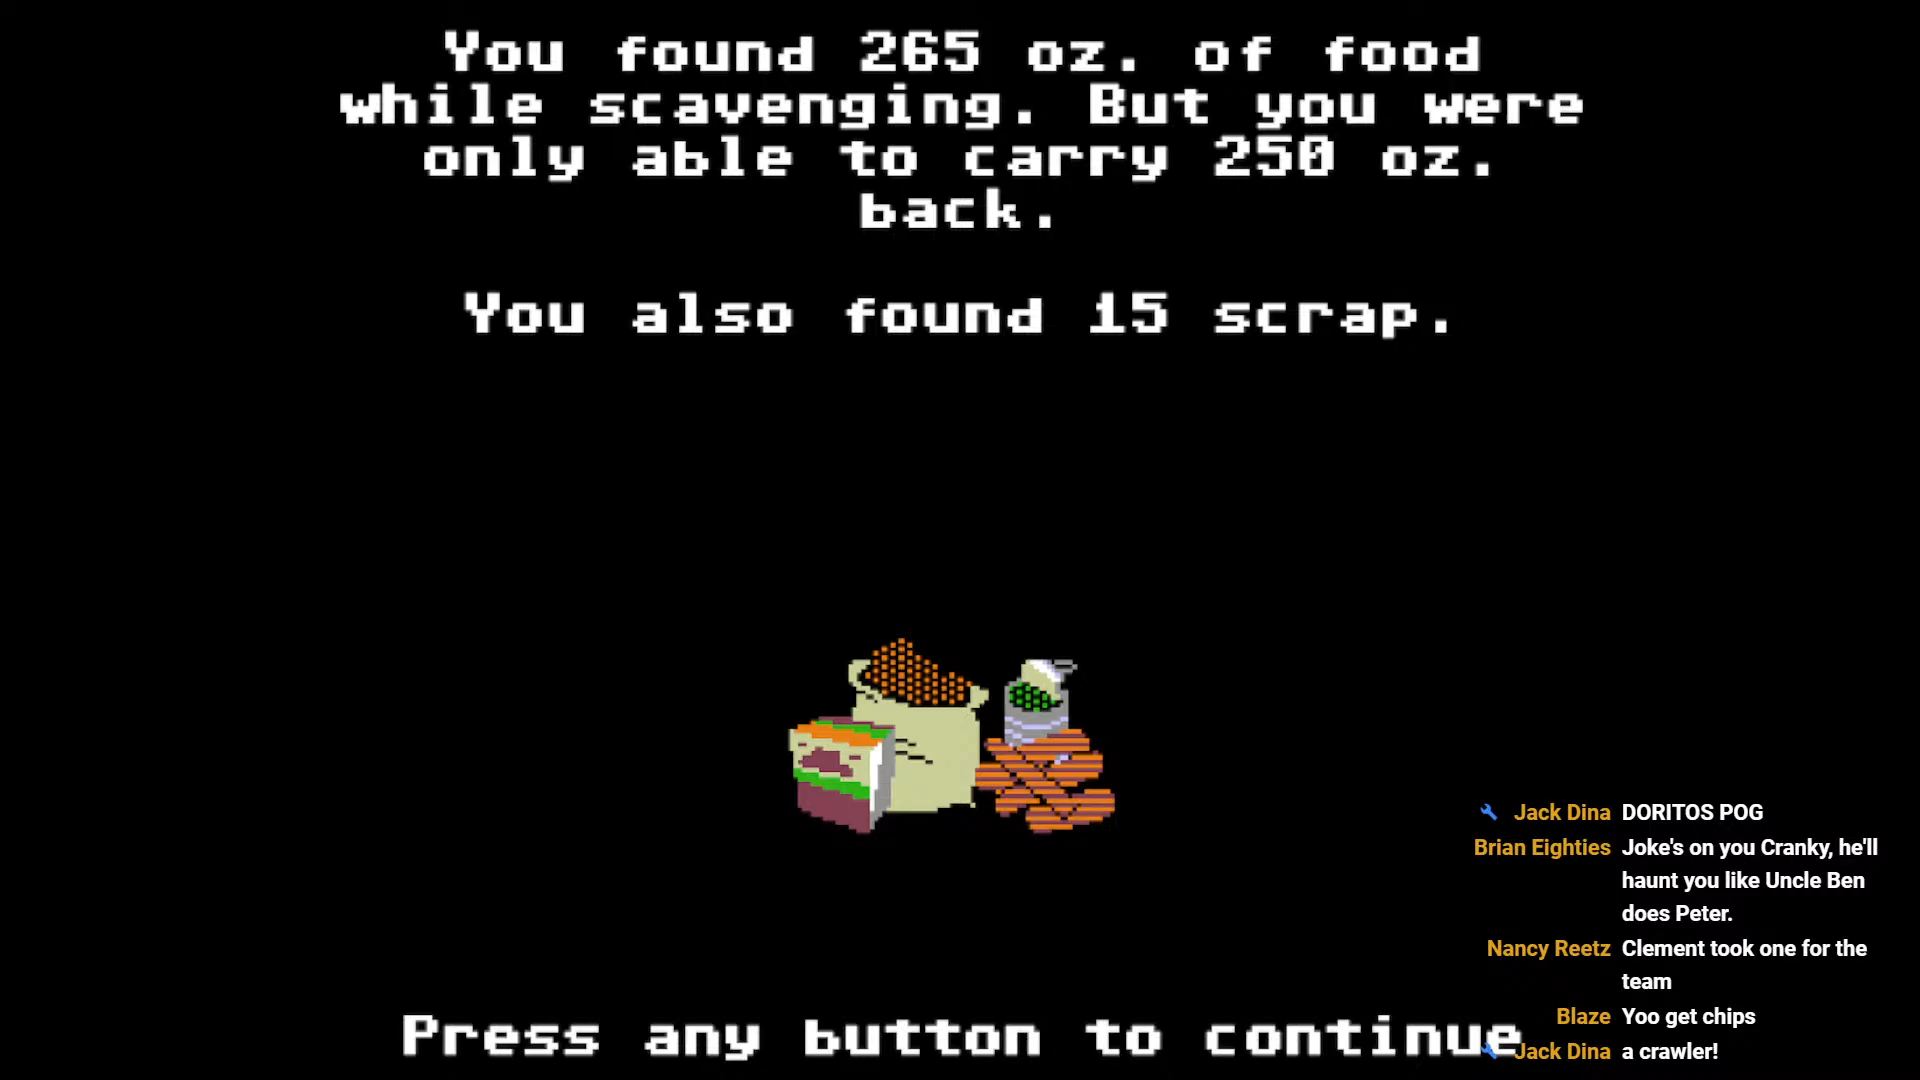 You found 265 oz. of food
while scavenging. But you were
only able to carry 250 oz.
back.
You also found 15 scrap.
Jack Dina DORITOS POG
Brian Eighties Joke's on you Cranky, he'll
haunt you like Uncle Ben
does Peter.
Nancy Reetz Clement took one for the
team
Blaze Yoo get chips
Jack Dina a crawler!
Press any button to continue